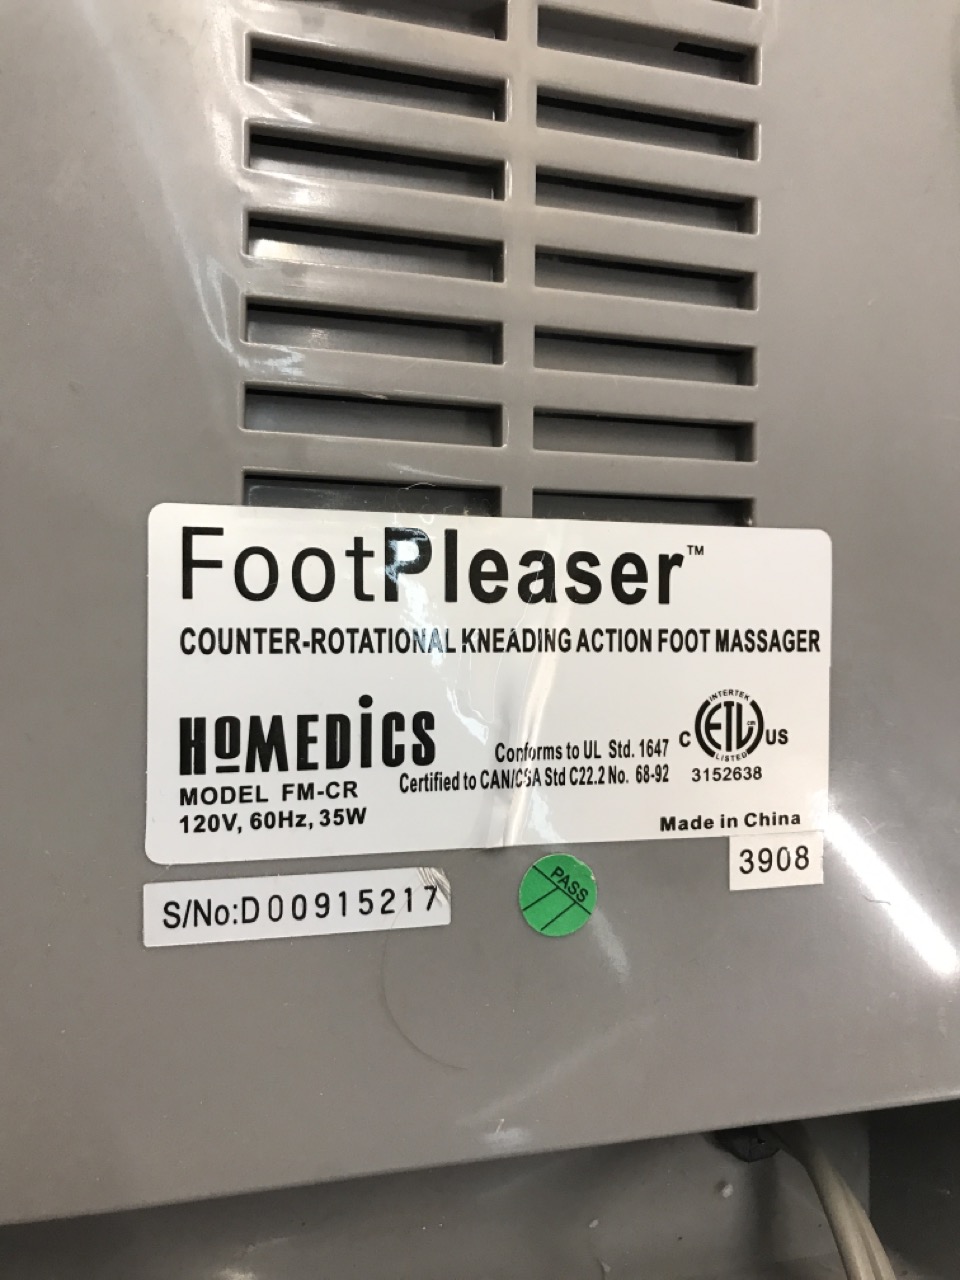 FootPleaser™
COUNTER-ROTATIONAL KNEADING ACTION FOOT MASSAGER
HoMEDiCS
MODEL FM-CR
120V, 60Hz, 35W
Conforms to UL Std. 1647
Certified to CAN/CSA Std C22.2 No. 68-92
INTERTEK
C ETL CM US
LISTED
3152638
Made in China
3908
S/No:D00915217
PASS